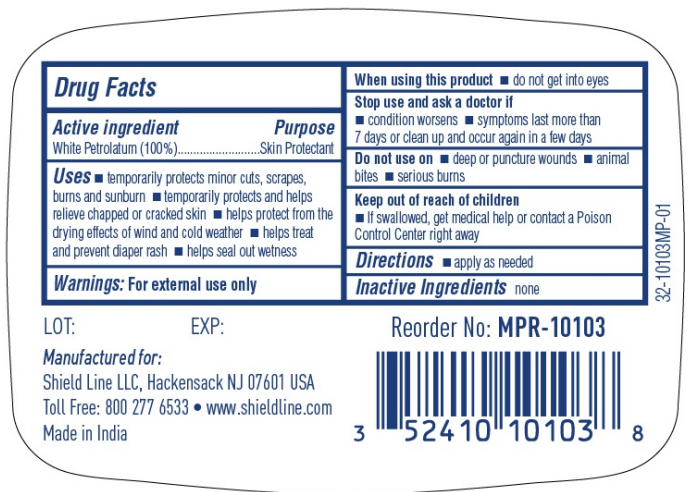 Drug Facts
Active ingredient Purpose
White Petrolatum (100%)..........................Skin Protectant
Uses ■ temporarily protects minor cuts, scrapes,
burns and sunburn ■ temporarily protects and helps
relieve chapped or cracked skin ■ helps protect from the
drying effects of wind and cold weather ■ helps treat
and prevent diaper rash ■ helps seal out wetness
Warnings: For external use only
When using this product ■ do not get into eyes
Stop use and ask a doctor if
■ condition worsens ■ symptoms last more than
7 days or clean up and occur again in a few days
Do not use on ■ deep or puncture wounds ■ animal
bites ■ serious burns
Keep out of reach of children
■ If swallowed, get medical help or contact a Poison
Control Center right away
Directions ■ apply as needed
Inactive Ingredients none
32-10103MP-01
LOT: EXP:
Manufactured for:
Shield Line LLC, Hackensack NJ 07601 USA
Toll Free: 800 277 6533 • www.shieldline.com
Made in India
Reorder No: MPR-10103
3 52410 10103 8